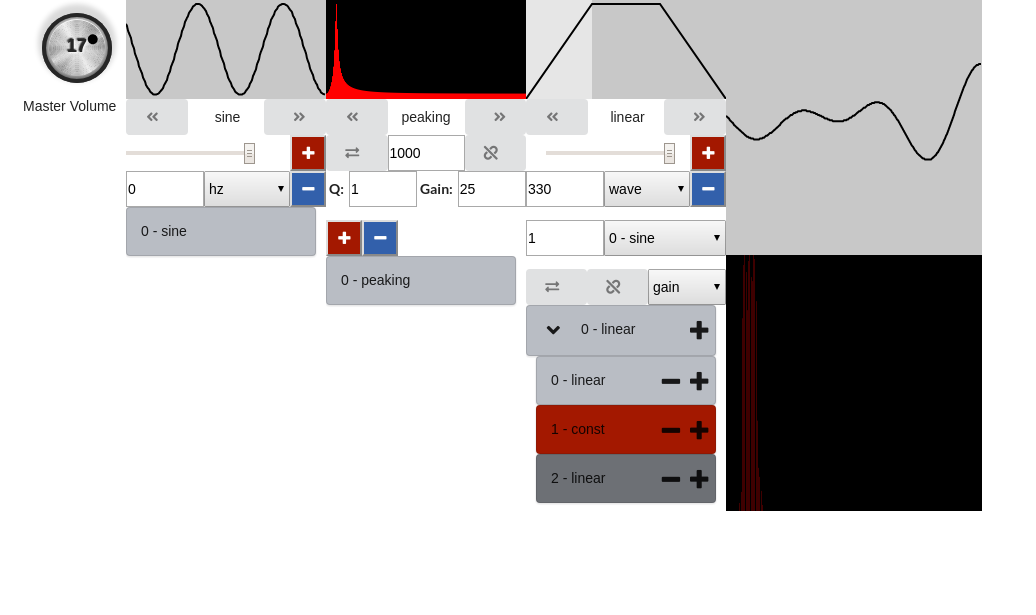 17
Master Volume
sine
peaking
linear
1000
0
hz
Q:
1
Gain:
25
330
wave
0 - sine
1
0 - sine
0 - peaking
gain
0 - linear
0 - linear
1 - const
2 - linear